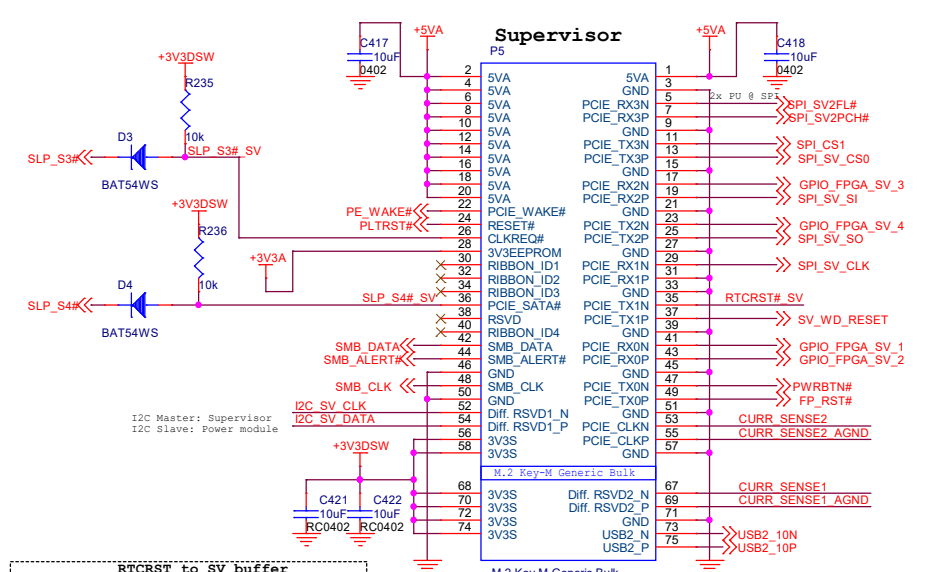 Supervisor
P5
+5VA
C417
10uF
0402
+5VA
C418
10uF
0402
+3V3DSW
R235
10k
D3
BAT54WS
SLP_S3#
SLP_S3#_SV
+3V3DSW
R236
10k
D4
BAT54WS
SLP_S4#
SLP_S4#_SV
+3V3A
2x PU @ SPI
2 5VA 5VA 1
4 5VA GND 3
6 5VA PCIE_RX3N 5 SPI_SV2FL#
8 5VA PCIE_RX3P 7 SPI_SV2PCH#
10 5VA GND 9
12 5VA PCIE_TX3N 11 SPI_CS1
14 5VA PCIE_TX3P 13 SPI_SV_CS0
16 5VA GND 15
18 5VA PCIE_RX2N 17 GPIO_FPGA_SV_3
20 5VA PCIE_RX2P 19 SPI_SV_SI
PE_WAKE# 22 PCIE_WAKE# GND 21
PLTRST# 24 RESET# PCIE_TX2N 23 GPIO_FPGA_SV_4
26 CLKREQ# PCIE_TX2P 25 SPI_SV_SO
28 3V3EEPROM GND 27
30 RIBBON_ID1 PCIE_RX1N 29 SPI_SV_CLK
32 RIBBON_ID2 PCIE_RX1P 31
34 RIBBON_ID3 GND 33
36 PCIE_SATA# PCIE_TX1N 35 RTCRST#_SV
38 RSVD PCIE_TX1P 37 SV_WD_RESET
40 RIBBON_ID4 GND 39
SMB_DATA 42 SMB_DATA PCIE_RX0N 41 GPIO_FPGA_SV_1
SMB_ALERT# 44 SMB_ALERT# PCIE_RX0P 43 GPIO_FPGA_SV_2
46 GND GND 45
SMB_CLK 48 SMB_CLK PCIE_TX0N 47 PWRBTN#
50 GND PCIE_TX0P 49 FP_RST#
I2C_SV_CLK 52 Diff. RSVD1_N GND 51
I2C_SV_DATA 54 Diff. RSVD1_P PCIE_CLKN 53 CURR_SENSE2
56 3V3S PCIE_CLKP 55 CURR_SENSE2_AGND
58 3V3S GND 57
I2C Master: Supervisor
I2C Slave: Power module
+3V3DSW
M.2 Key-M Generic Bulk
68 3V3S Diff. RSVD2_N 67 CURR_SENSE1
70 3V3S Diff. RSVD2_P 69 CURR_SENSE1_AGND
72 3V3S GND 71
74 3V3S USB2_N 73 USB2_10N
USB2_P 75 USB2_10P
C421
10uF
RC0402
C422
10uF
RC0402
RTCRST to SV buffer
M.2 Key-M Generic Bulk